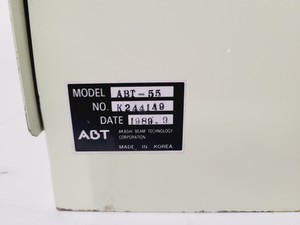 MODEL ABT-55
NO. K244149
DATE 1989.9
ABT AKASHI BEAM TECHNOLOGY
CORPORATION
MADE IN KOREA